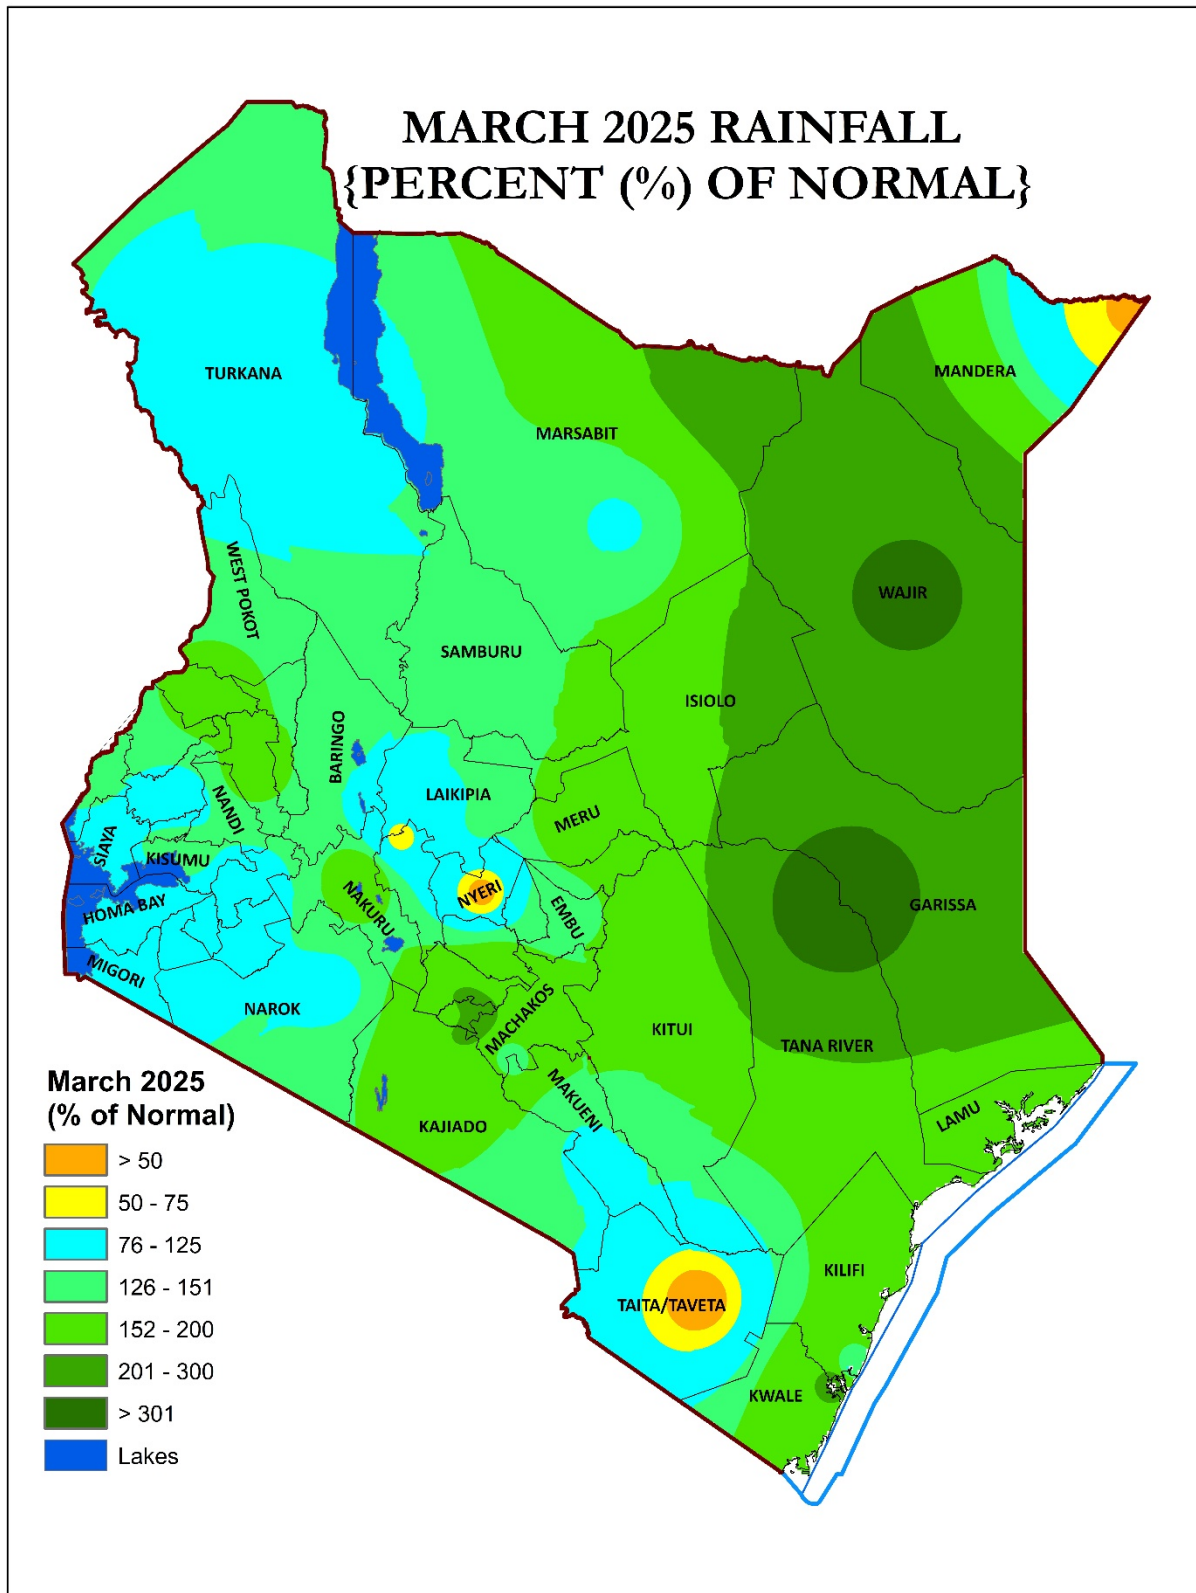 MARCH 2025 RAINFALL
{PERCENT (%) OF NORMAL}
TURKANA
MANDERA
MARSABIT
WEST POKOT
WAJIR
SAMBURU
ISIOLO
BARINGO
LAIKIPIA
NANDI
MERU
SIAYA
KISUMU
NYERI
NAKURU
EMBU
GARISSA
HOMA BAY
MIGORI
NAROK
MACHAKOS
KITUI
TANA RIVER
MAKUENI
KAJIADO
LAMU
KILIFI
TAITA/TAVETA
KWALE
March 2025
(% of Normal)
> 50
50 - 75
76 - 125
126 - 151
152 - 200
201 - 300
> 301
Lakes